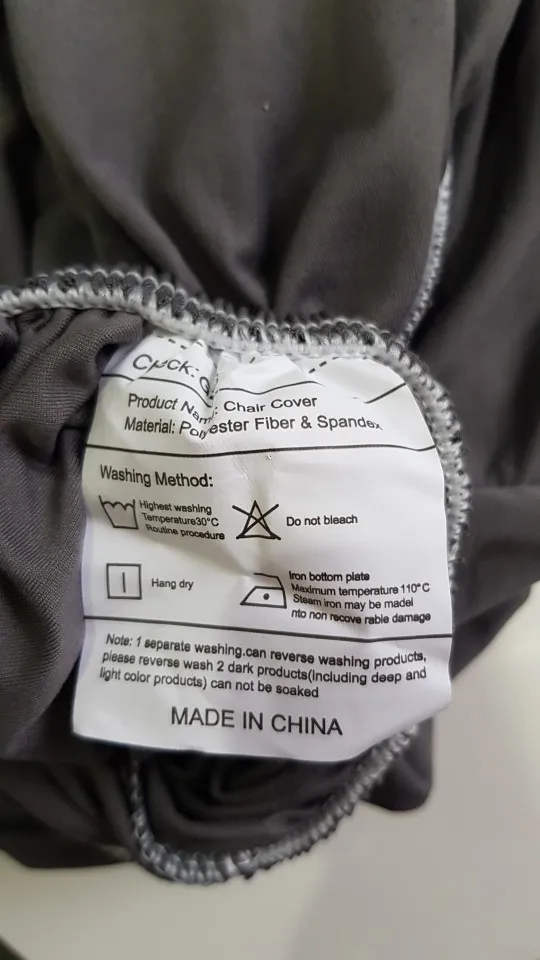 Product Name: Chair Cover
Material: Polyester Fiber & Spandex
Washing Method:
Highest washing
Temperature30°C
Routine procedure
Do not bleach
Hang dry
Iron bottom plate
Maximum temperature 110°C
Steam iron may be madei
nto non recove rable damage
Note: 1 separate washing.can reverse washing products,
please reverse wash 2 dark products(Including deep and
light color products) can not be soaked
MADE IN CHINA